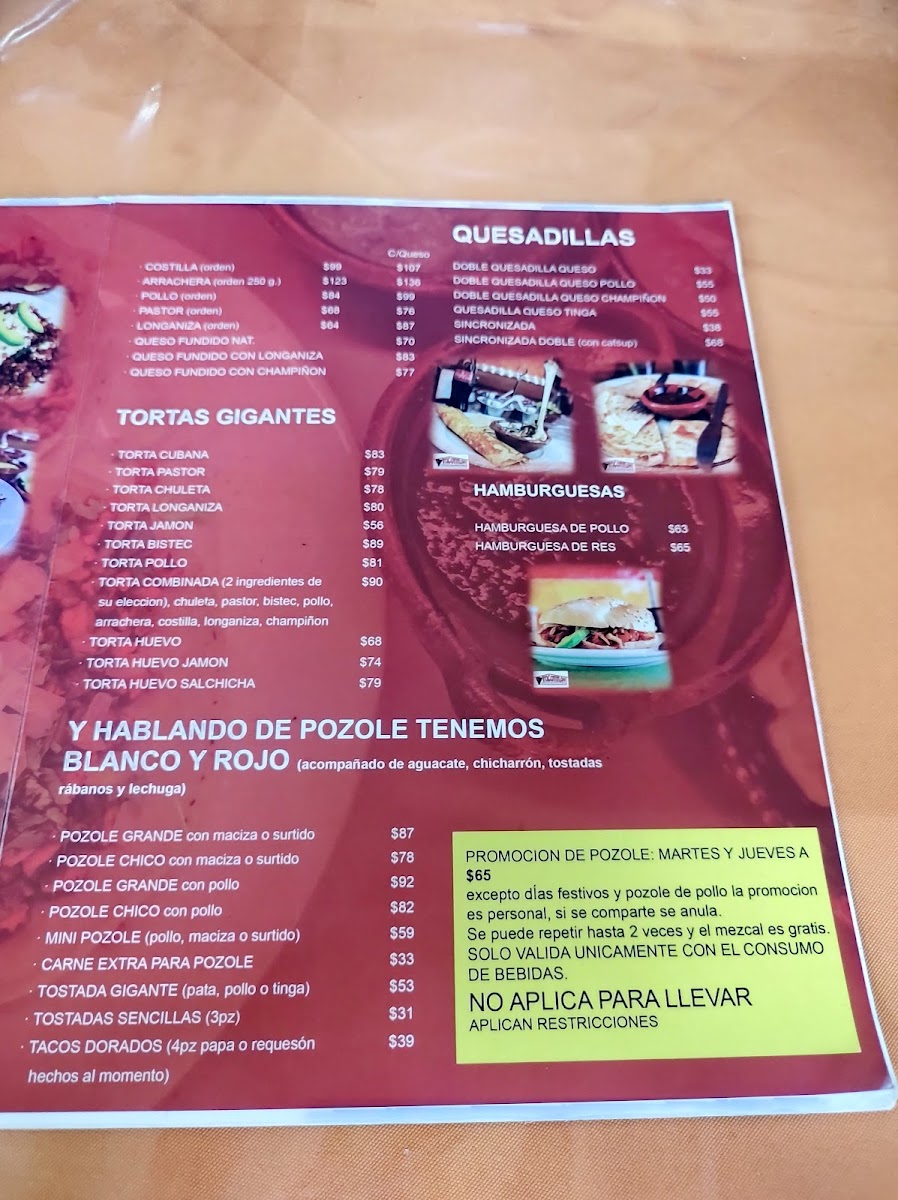 C/Queso
· COSTILLA (orden) $99 $107
· ARRACHERA (orden 250 g.) $123 $136
· POLLO (orden) $84 $99
· PASTOR (orden) $68 $76
· LONGANIZA (orden) $64 $87
· QUESO FUNDIDO NAT. $70
· QUESO FUNDIDO CON LONGANIZA $83
· QUESO FUNDIDO CON CHAMPIÑON $77
TORTAS GIGANTES
· TORTA CUBANA $83
· TORTA PASTOR $79
· TORTA CHULETA $78
· TORTA LONGANIZA $80
· TORTA JAMON $56
· TORTA BISTEC $89
· TORTA POLLO $81
· TORTA COMBINADA (2 ingredientes de $90
su eleccion), chuleta, pastor, bistec, pollo,
arrachera, costilla, longaniza, champiñon
· TORTA HUEVO $68
· TORTA HUEVO JAMON $74
· TORTA HUEVO SALCHICHA $79
QUESADILLAS
DOBLE QUESADILLA QUESO $33
DOBLE QUESADILLA QUESO POLLO $55
DOBLE QUESADILLA QUESO CHAMPIÑON $50
QUESADILLA QUESO TINGA $55
SINCRONIZADA $38
SINCRONIZADA DOBLE (con catsup) $68
HAMBURGUESAS
HAMBURGUESA DE POLLO $63
HAMBURGUESA DE RES $65
Y HABLANDO DE POZOLE TENEMOS
BLANCO Y ROJO (acompañado de aguacate, chicharrón, tostadas
rábanos y lechuga)
· POZOLE GRANDE con maciza o surtido $87
· POZOLE CHICO con maciza o surtido $78
· POZOLE GRANDE con pollo $92
· POZOLE CHICO con pollo $82
· MINI POZOLE (pollo, maciza o surtido) $59
· CARNE EXTRA PARA POZOLE $33
· TOSTADA GIGANTE (pata, pollo o tinga) $53
· TOSTADAS SENCILLAS (3pz) $31
· TACOS DORADOS (4pz papa o requesón $39
hechos al momento)
PROMOCION DE POZOLE: MARTES Y JUEVES A
$65
excepto días festivos y pozole de pollo la promocion
es personal, si se comparte se anula.
Se puede repetir hasta 2 veces y el mezcal es gratis.
SOLO VALIDA UNICAMENTE CON EL CONSUMO
DE BEBIDAS.
NO APLICA PARA LLEVAR
APLICAN RESTRICCIONES